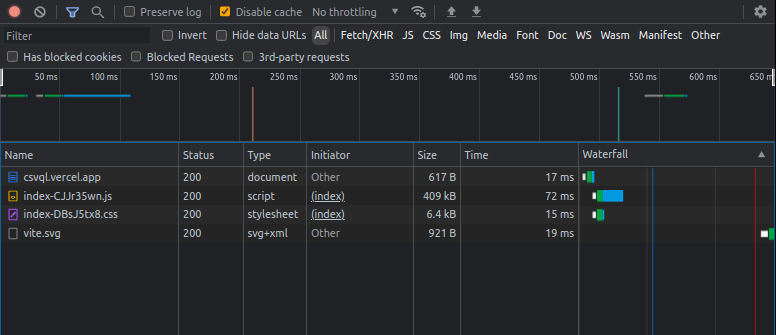 Preserve log Disable cache No throttling
Filter Invert Hide data URLs All Fetch/XHR JS CSS Img Media Font Doc WS Wasm Manifest Other
Has blocked cookies Blocked Requests 3rd-party requests
50 ms 100 ms 150 ms 200 ms 250 ms 300 ms 350 ms 400 ms 450 ms 500 ms 550 ms 600 ms 650 m
Name Status Type Initiator Size Time Waterfall
csvql.vercel.app 200 document Other 617 B 17 ms
index-CJJr35wn.js 200 script (index) 409 kB 72 ms
index-DBsJ5tx8.css 200 stylesheet (index) 6.4 kB 15 ms
vite.svg 200 svg+xml Other 921 B 19 ms